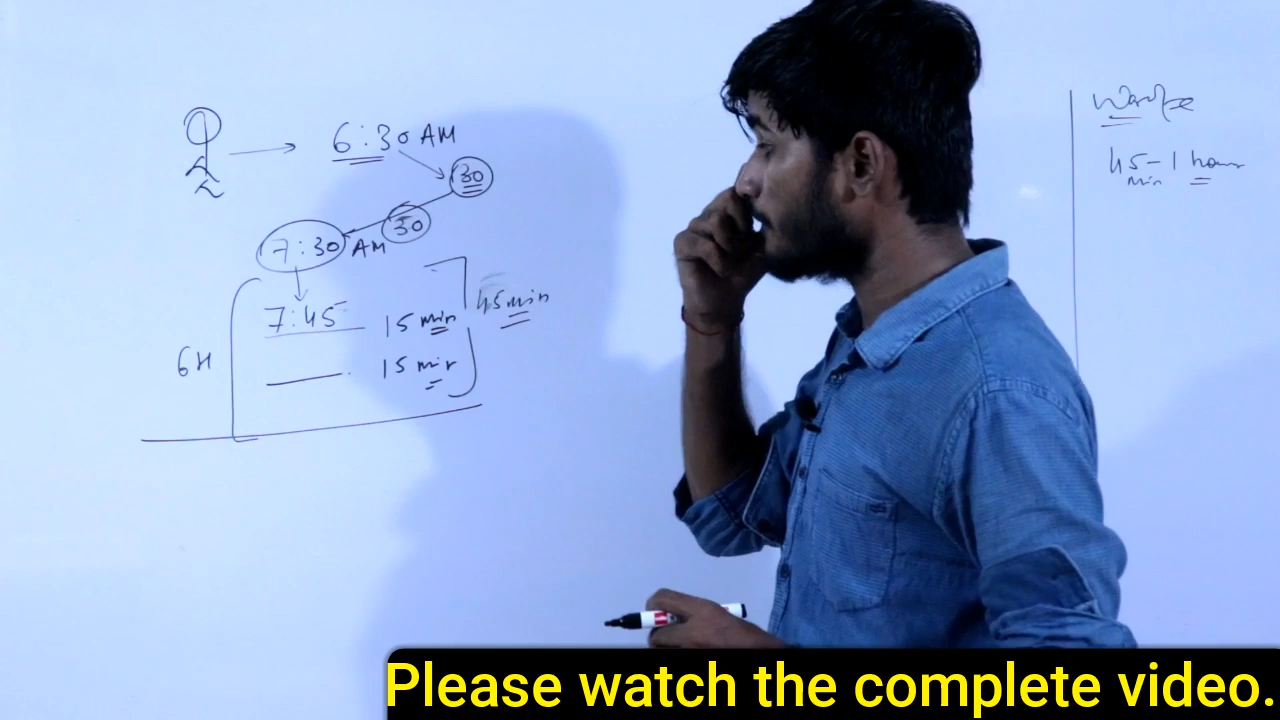 6:30 AM
30
30
7:30 AM
7:45 15 min
45 min
15 min
6H
45 - 1 hour
min
Please watch the complete video.